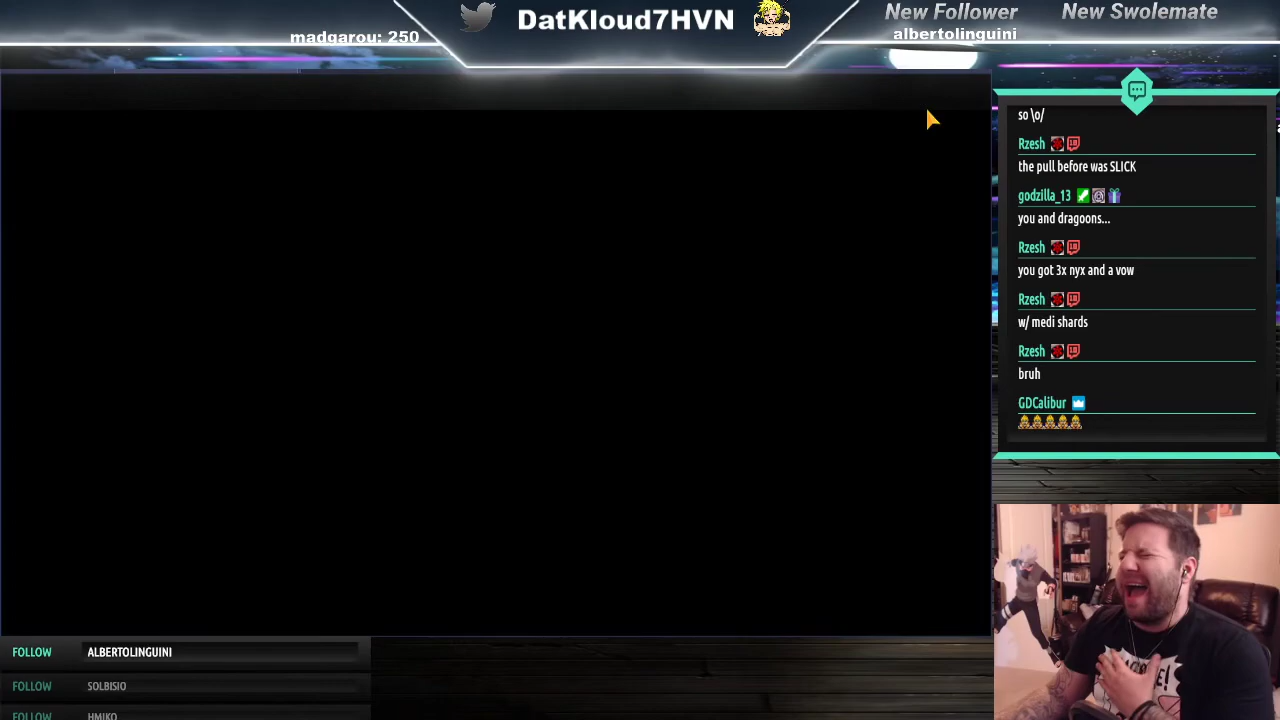 madgarou: 250
DatKloud7HVN
New Follower
New Swolemate
albertolinguini
so \o/
Rzesh
the pull before was SLICK
godzilla_13
you and dragoons...
Rzesh
you got 3x nyx and a vow
Rzesh
w/ medi shards
Rzesh
bruh
GDCalibur
FOLLOW ALBERTOLINGUINI
FOLLOW SOLBISIO
FOLLOW HMIKO